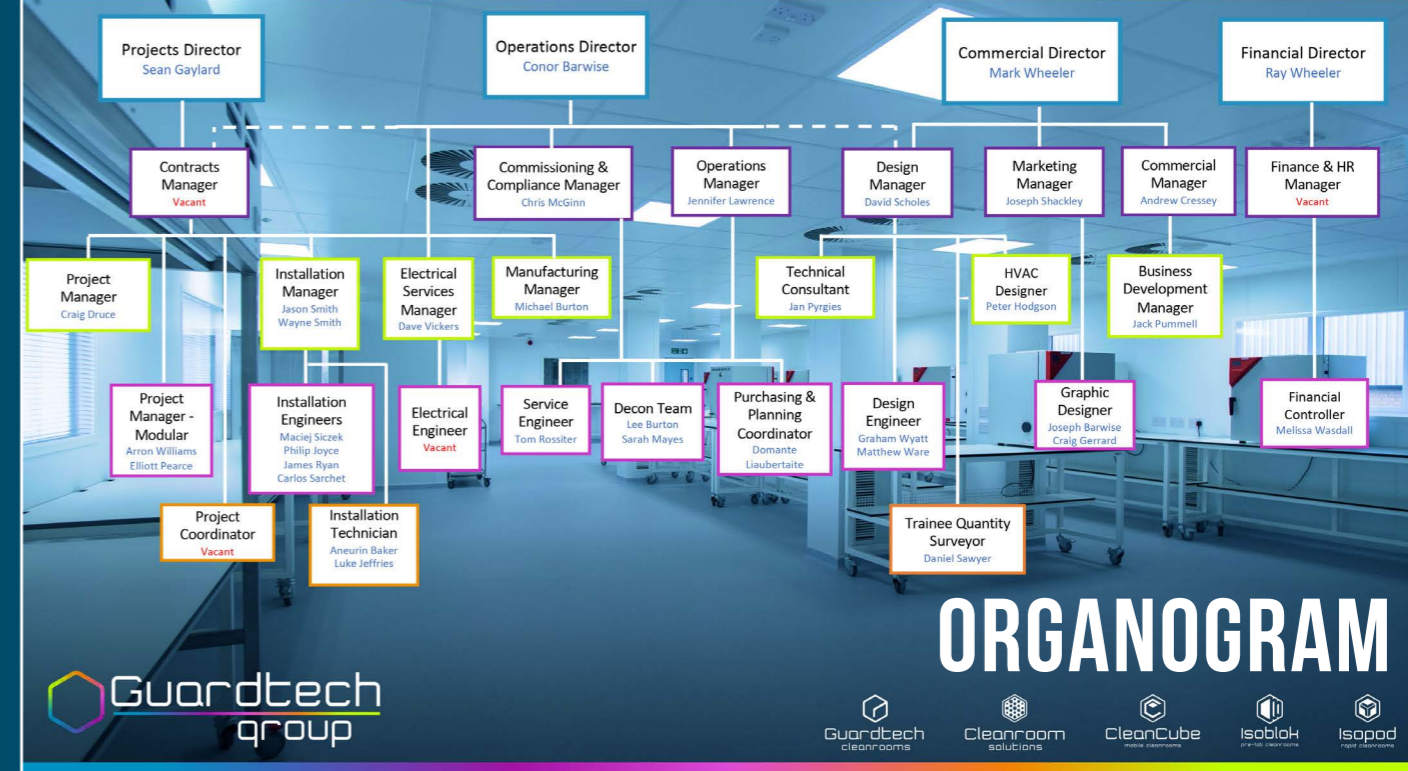 Projects Director
Sean Gaylard
Operations Director
Conor Barwise
Commercial Director
Mark Wheeler
Financial Director
Ray Wheeler
Contracts
Manager
Vacant
Commissioning &
Compliance Manager
Chris McGinn
Operations
Manager
Jennifer Lawrence
Design
Manager
David Scholes
Marketing
Manager
Joseph Shackley
Commercial
Manager
Andrew Cressey
Finance & HR
Manager
Vacant
Project
Manager
Craig Druce
Installation
Manager
Jason Smith
Wayne Smith
Electrical
Services
Manager
Dave Vickers
Manufacturing
Manager
Michael Burton
Technical
Consultant
Jan Pyrgies
HVAC
Designer
Peter Hodgson
Business
Development
Manager
Jack Pummell
Project
Manager -
Modular
Arron Williams
Elliott Pearce
Installation
Engineers
Maciej Siczek
Philip Joyce
James Ryan
Carlos Sarchet
Electrical
Engineer
Vacant
Service
Engineer
Tom Rossiter
Decon Team
Lee Burton
Sarah Mayes
Purchasing &
Planning
Coordinator
Domante
Liaubertaite
Design
Engineer
Graham Wyatt
Matthew Ware
Graphic
Designer
Joseph Barwise
Craig Gerrard
Financial
Controller
Melissa Wasdall
Project
Coordinator
Vacant
Installation
Technician
Aneurin Baker
Luke Jeffries
Trainee Quantity
Surveyor
Daniel Sawyer
ORGANOGRAM
Guardtech
group
Guardtech
cleanrooms
Cleanroom
solutions
CleanCube
mobile cleanrooms
Isoblok
pre-fab cleanrooms
Isopod
rapid cleanrooms